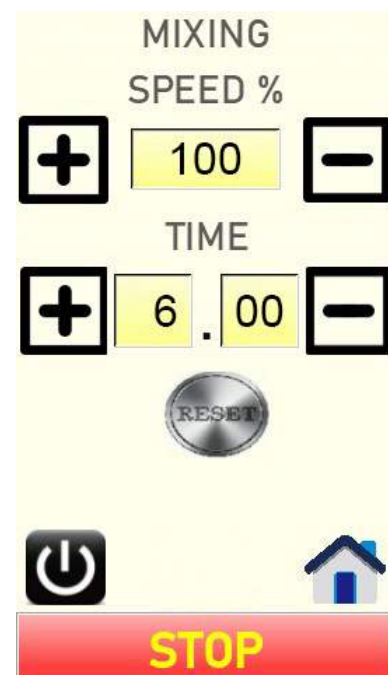 MIXING
SPEED %
+ 100 -
TIME
+ 6 . 00 -
RESET
STOP